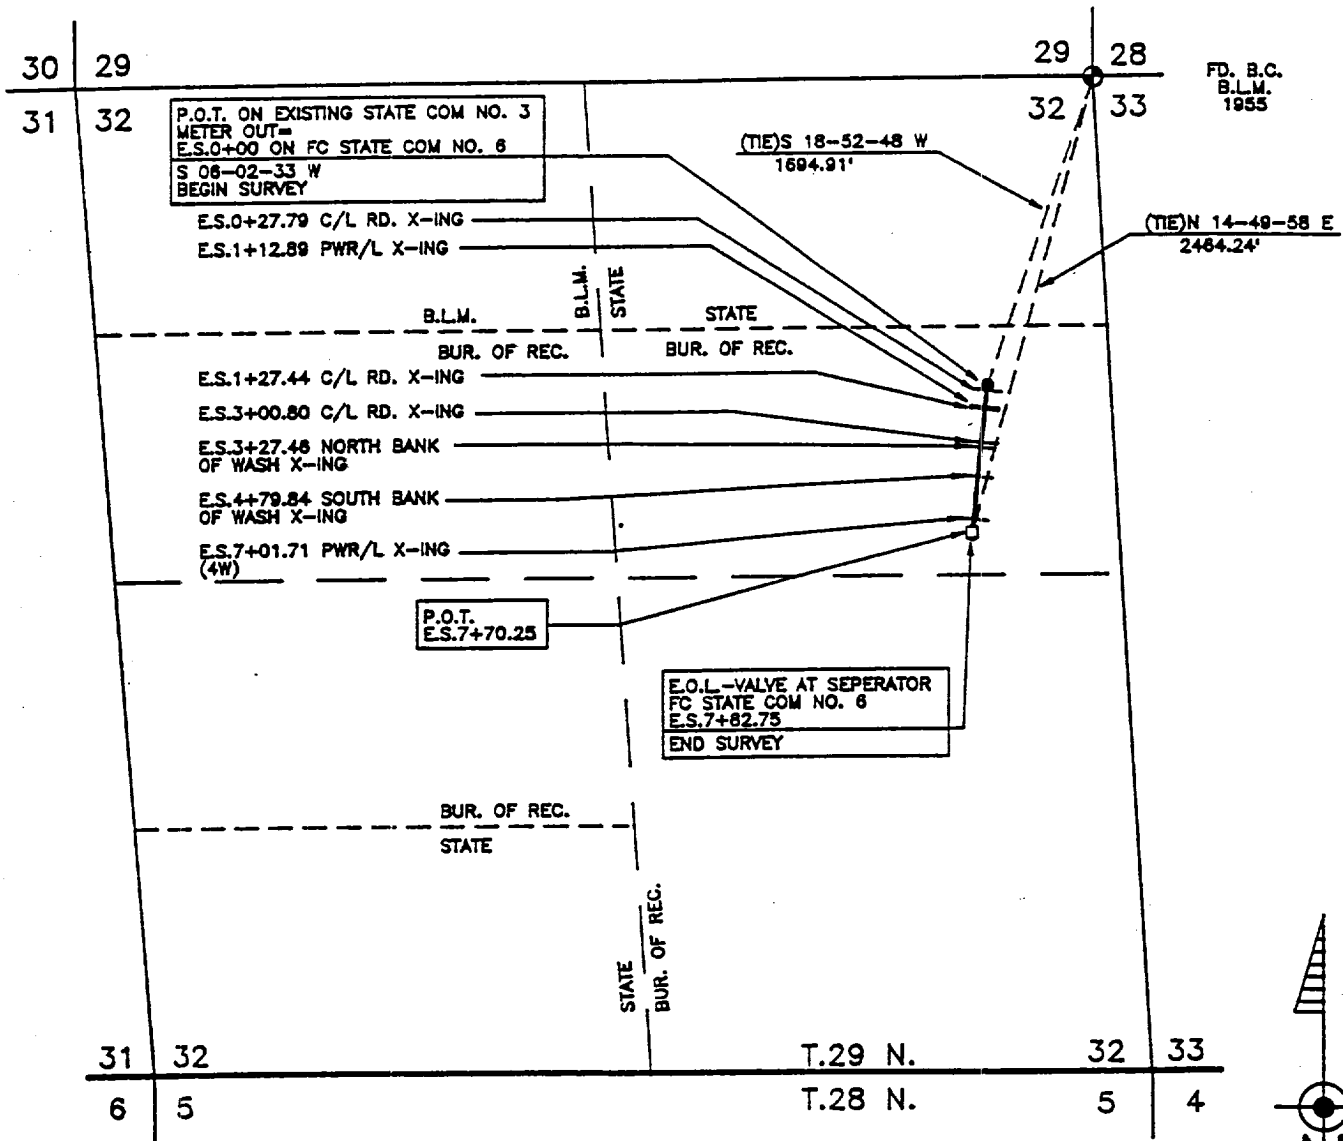 30 29
29 28
31 32
32 33
FD. B.C.
B.L.M.
1955
P.O.T. ON EXISTING STATE COM NO. 3
METER OUT=
E.S.0+00 ON FC STATE COM NO. 6
S 06-02-33 W
BEGIN SURVEY
(TIE)S 18-52-48 W
1694.91'
(TIE)N 14-49-58 E
2464.24'
E.S.0+27.79 C/L RD. X-ING
E.S.1+12.89 PWR/L X-ING
B.L.M.
STATE
B.L.M.
STATE
BUR. OF REC.
BUR. OF REC.
E.S.1+27.44 C/L RD. X-ING
E.S.3+00.80 C/L RD. X-ING
E.S.3+27.46 NORTH BANK
OF WASH X-ING
E.S.4+79.84 SOUTH BANK
OF WASH X-ING
E.S.7+01.71 PWR/L X-ING
(4W)
P.O.T.
E.S.7+70.25
E.O.L.-VALVE AT SEPERATOR
FC STATE COM NO. 6
E.S.7+82.75
END SURVEY
BUR. OF REC.
STATE
STATE
BUR. OF REC.
31 32
T.29 N.
32 33
6 5
T.28 N.
5 4